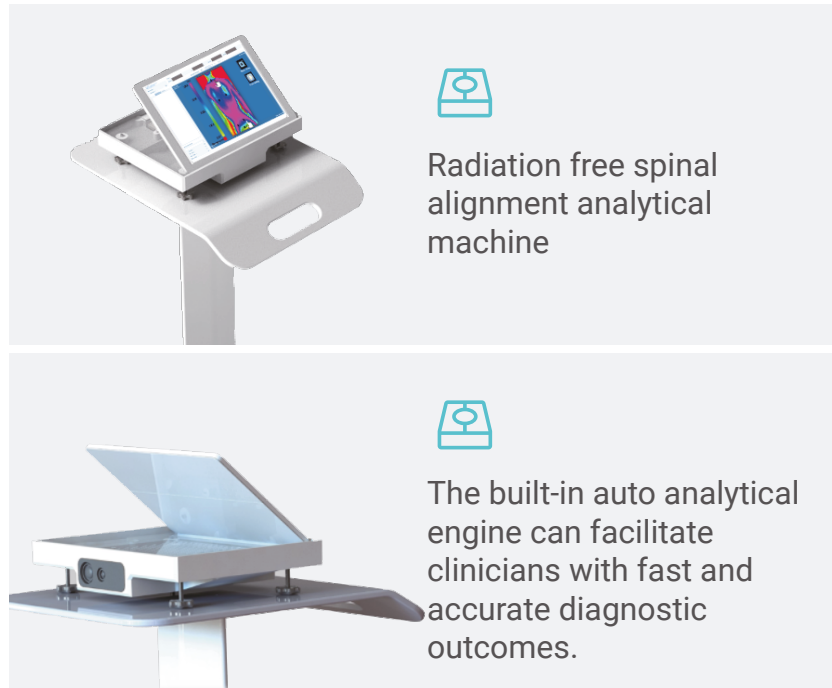 Radiation free spinal
alignment analytical
machine
The built-in auto analytical
engine can facilitate
clinicians with fast and
accurate diagnostic
outcomes.